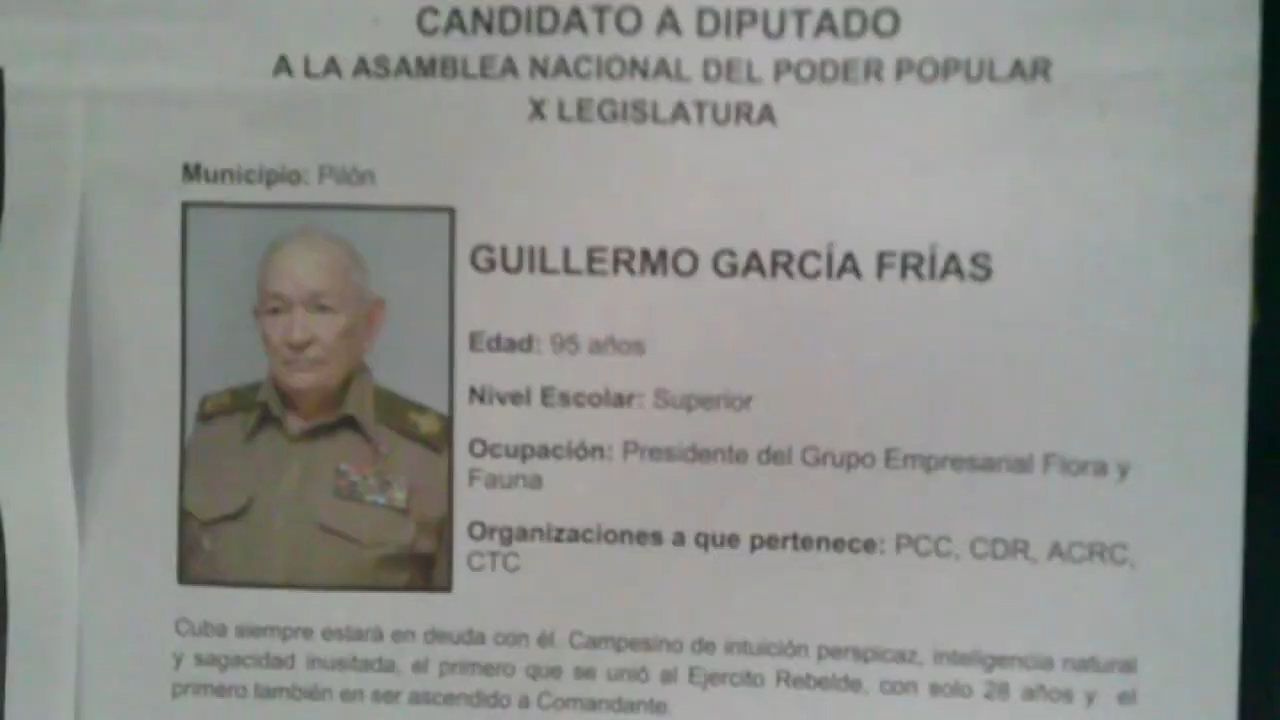 CANDIDATO A DIPUTADO
A LA ASAMBLEA NACIONAL DEL PODER POPULAR
X LEGISLATURA
Municipio: Pilón
GUILLERMO GARCÍA FRÍAS
Edad: 95 años
Nivel Escolar: Superior
Ocupación: Presidente del Grupo Empresarial Flora y
Fauna
Organizaciones a que pertenece: PCC, CDR, ACRC,
CTC
Cuba siempre estará en deuda con él. Campesino de intuición perspicaz, inteligencia natural
y sagacidad inusitada, el primero que se unió al Ejercito Rebelde, con solo 28 años y el
primero también en ser ascendido a Comandante.